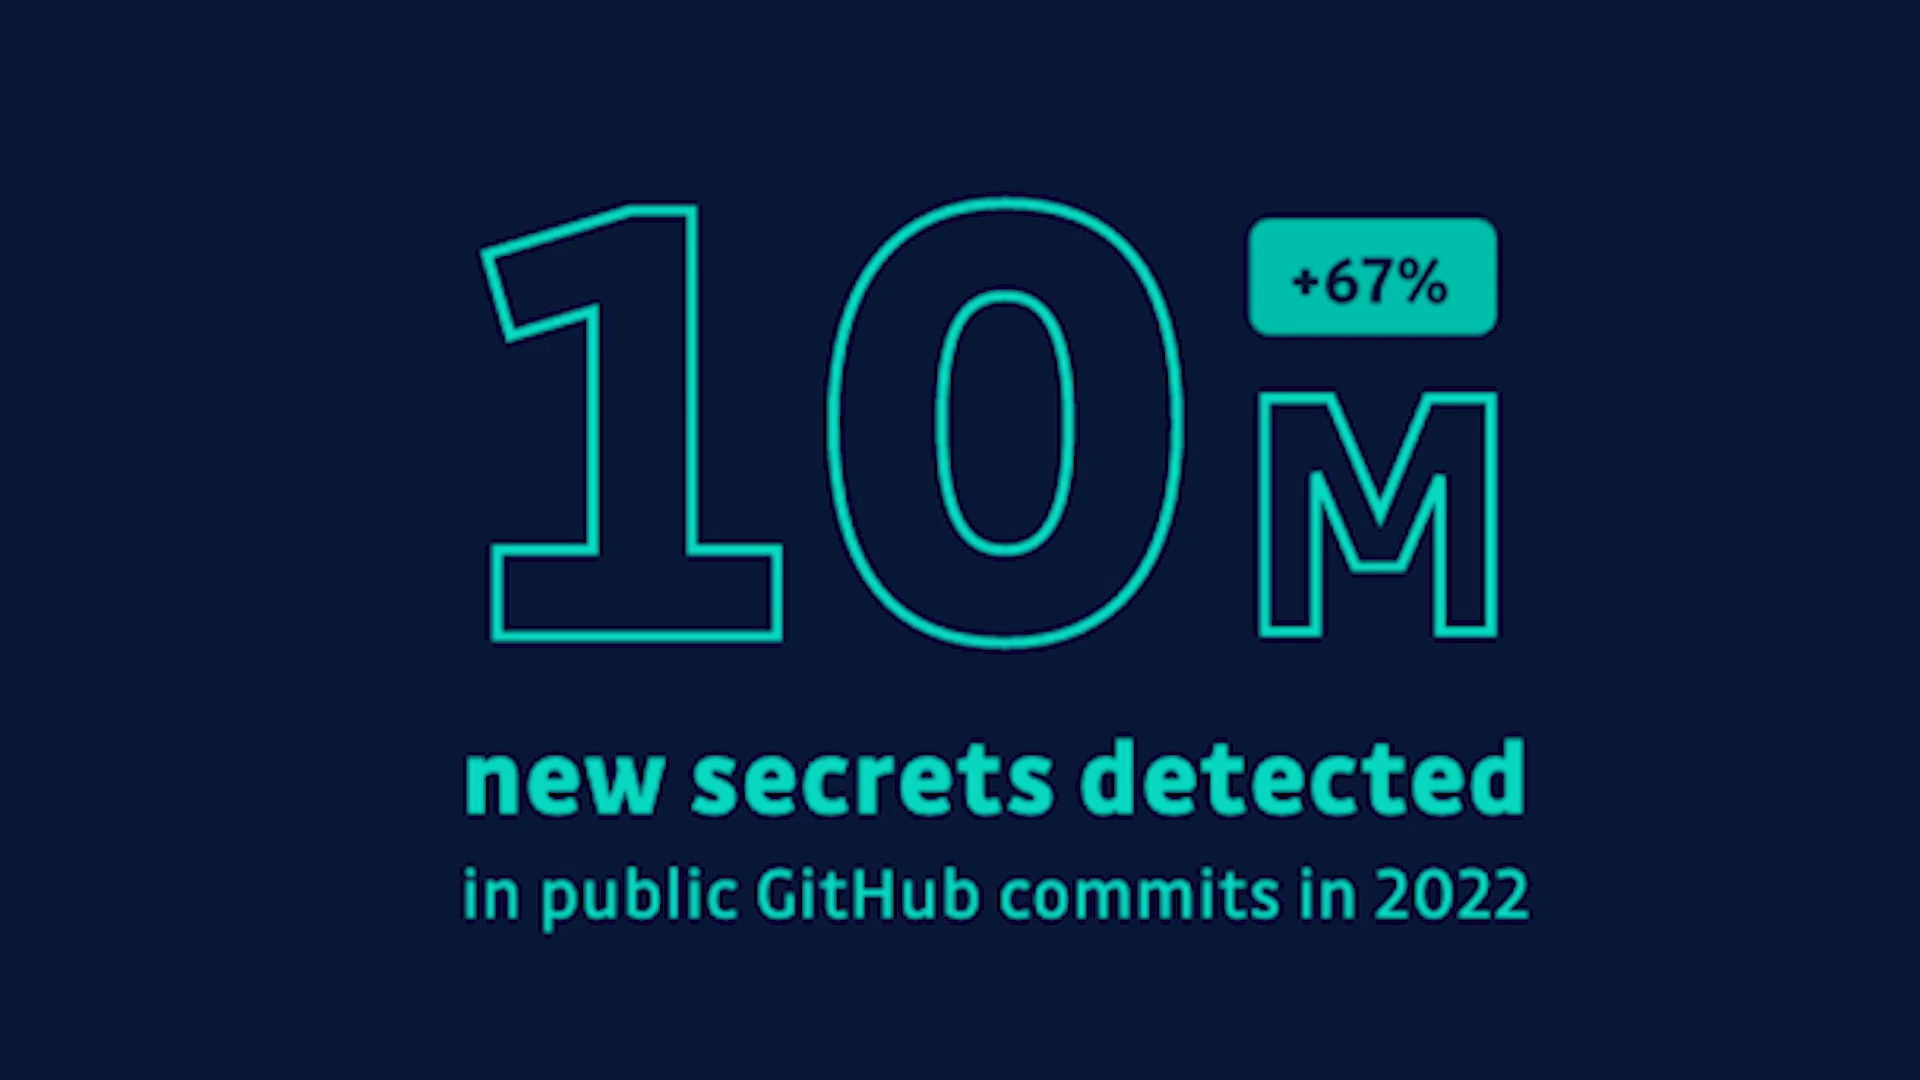 10
+67%
M
new secrets detected
in public GitHub commits in 2022